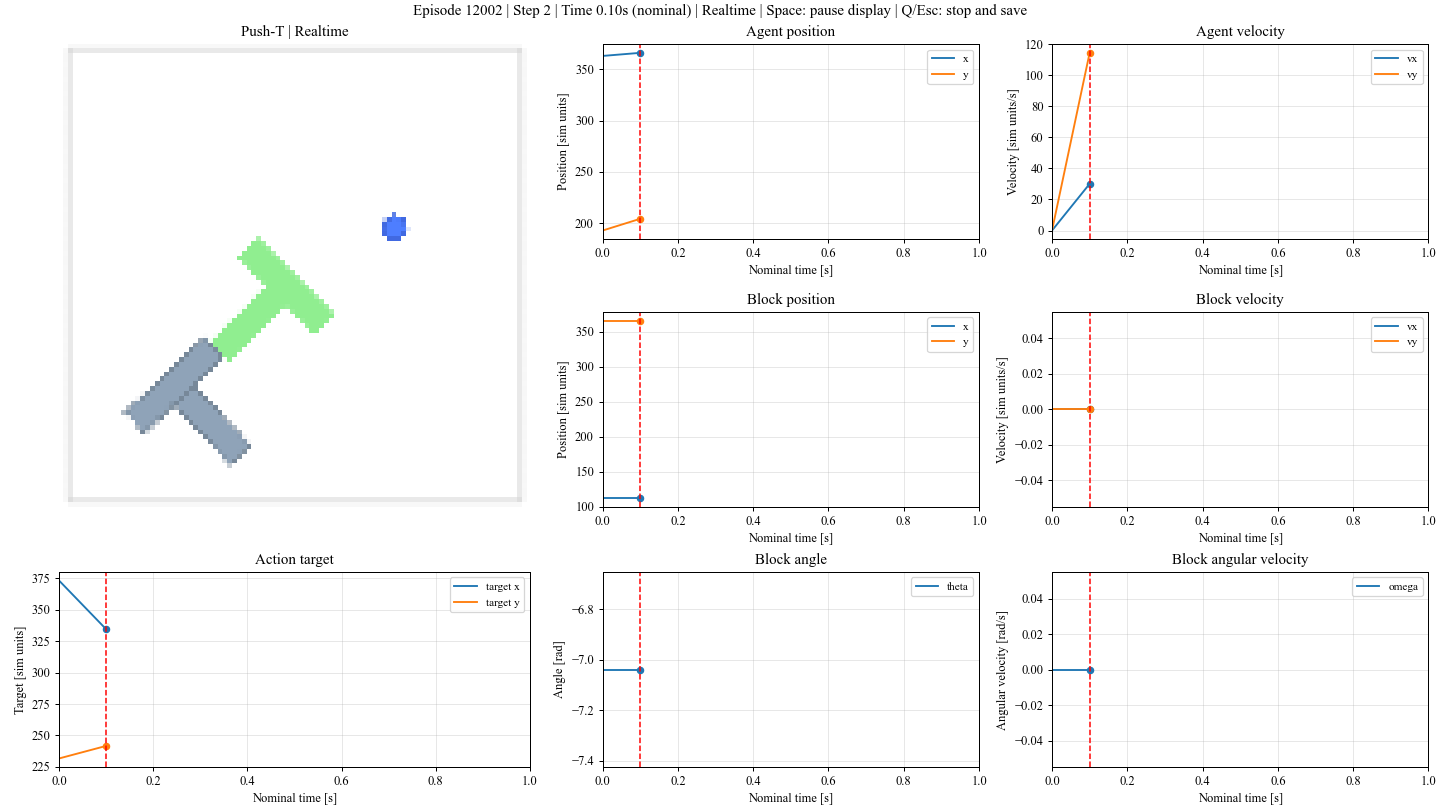 Episode 12002 | Step 2 | Time 0.10s (nominal) | Realtime | Space: pause display | Q/Esc: stop and save
Push-T | Realtime
Agent position
x
y
350
300
250
200
Position [sim units]
0.0 0.2 0.4 0.6 0.8 1.0
Nominal time [s]
Agent velocity
vx
vy
120
100
80
60
40
20
0
Velocity [sim units/s]
0.0 0.2 0.4 0.6 0.8 1.0
Nominal time [s]
Block position
x
y
350
300
250
200
150
100
Position [sim units]
0.0 0.2 0.4 0.6 0.8 1.0
Nominal time [s]
Block velocity
vx
vy
0.04
0.02
0.00
−0.02
−0.04
Velocity [sim units/s]
0.0 0.2 0.4 0.6 0.8 1.0
Nominal time [s]
Action target
target x
target y
375
350
325
300
275
250
225
Target [sim units]
0.0 0.2 0.4 0.6 0.8 1.0
Nominal time [s]
Block angle
theta
−6.8
−7.0
−7.2
−7.4
Angle [rad]
0.0 0.2 0.4 0.6 0.8 1.0
Nominal time [s]
Block angular velocity
omega
0.04
0.02
0.00
−0.02
−0.04
Angular velocity [rad/s]
0.0 0.2 0.4 0.6 0.8 1.0
Nominal time [s]